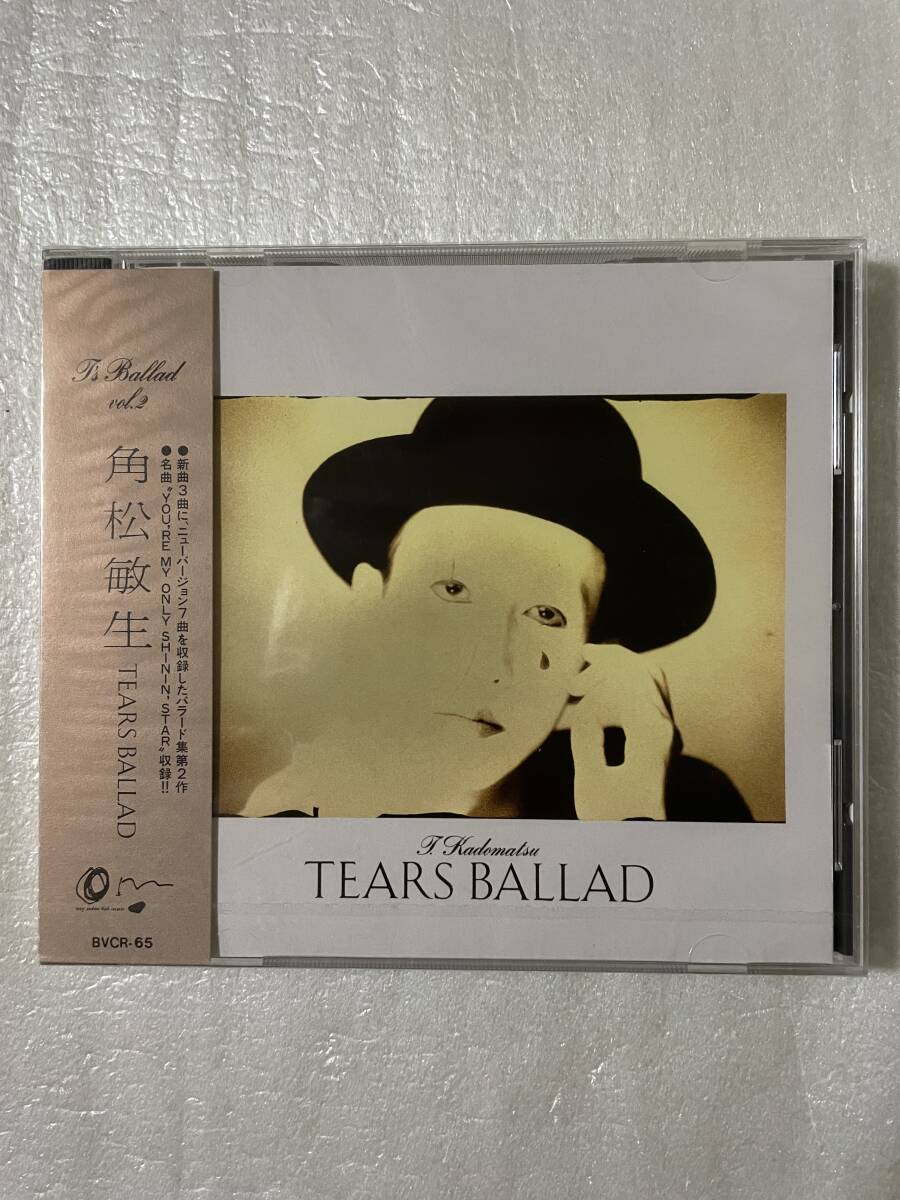 T's Ballad
vol.2
角松敏生 TEARS BALLAD
●新曲3曲に、ニューバージョン7曲を収録したバラード集第2作
●名曲“YOU'RE MY ONLY SHININ' STAR”収録!!
BVCR-65
T. Kadomatsu
TEARS BALLAD